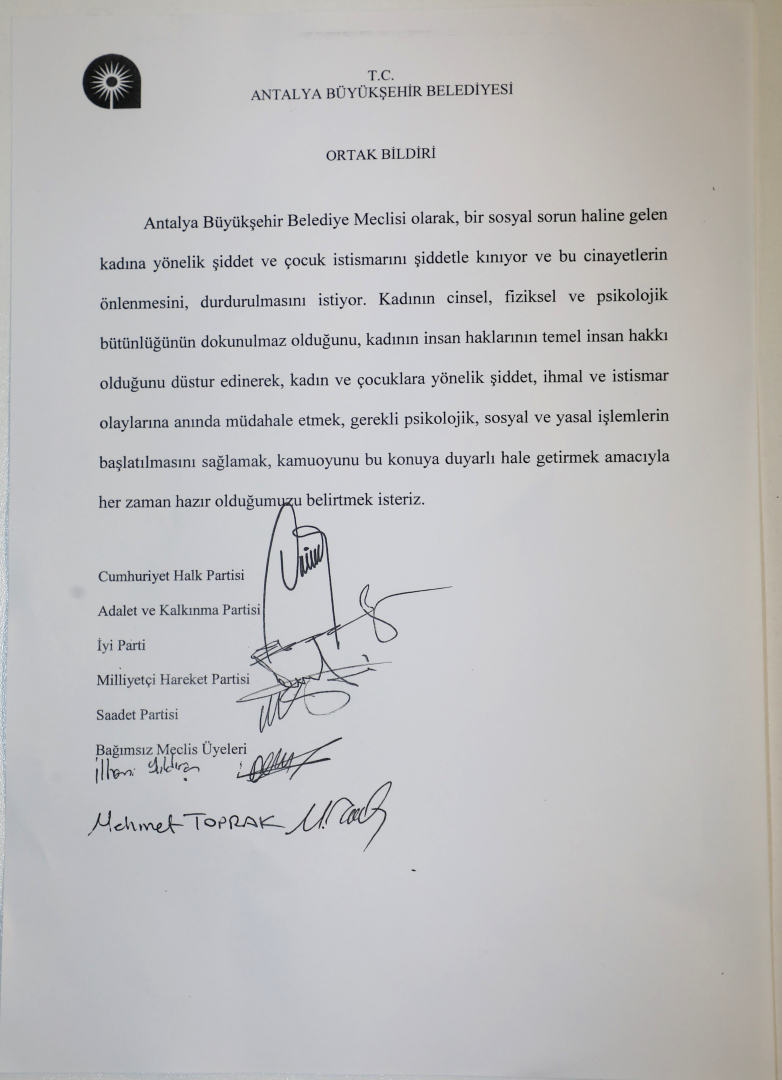 T.C.
ANTALYA BÜYÜKŞEHİR BELEDİYESİ
ORTAK BİLDİRİ
Antalya Büyükşehir Belediye Meclisi olarak, bir sosyal sorun haline gelen
kadına yönelik şiddet ve çocuk istismarını şiddetle kınıyor ve bu cinayetlerin
önlenmesini, durdurulmasını istiyor. Kadının cinsel, fiziksel ve psikolojik
bütünlüğünün dokunulmaz olduğunu, kadının insan haklarının temel insan hakkı
olduğunu düstur edinerek, kadın ve çocuklara yönelik şiddet, ihmal ve istismar
olaylarına anında müdahale etmek, gerekli psikolojik, sosyal ve yasal işlemlerin
başlatılmasını sağlamak, kamuoyunu bu konuya duyarlı hale getirmek amacıyla
her zaman hazır olduğumuzu belirtmek isteriz.
Cumhuriyet Halk Partisi
Adalet ve Kalkınma Partisi
İyi Parti
Milliyetçi Hareket Partisi
Saadet Partisi
Bağımsız Meclis Üyeleri
Mehmet TOPRAK